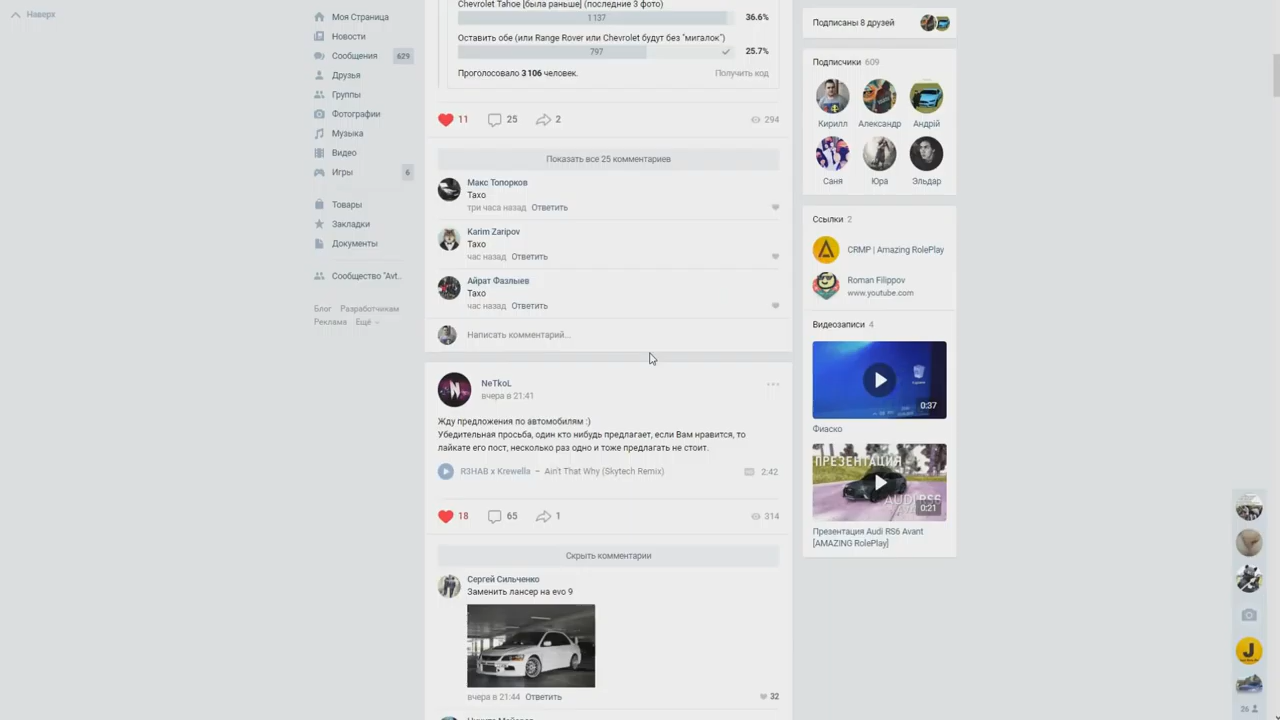 Наверх
Моя Страница
Новости
Сообщения 629
Друзья
Группы
Фотографии
Музыка
Видео
Игры 6
Товары
Закладки
Документы
Сообщество "Avt..
Блог Разработчикам
Реклама Ещё
Chevrolet Tahoe [была раньше] (последние 3 фото)
1 137 36.6%
Оставить обе (или Range Rover или Chevrolet будут без "мигалок")
797 25.7%
Проголосовало 3 106 человек. Получить код
11 25 2 294
Показать все 25 комментариев
Макс Топорков
Тахо
три часа назад Ответить
Karim Zaripov
Тахо
час назад Ответить
Айрат Фазлыев
Тахо
час назад Ответить
Написать комментарий...
NeTkoL
вчера в 21:41
Жду предложения по автомобилям :)
Убедительная просьба, один кто нибудь предлагает, если Вам нравится, то
лайкате его пост, несколько раз одно и тоже предлагать не стоит.
R3HAB x Krewella – Ain't That Why (Skytech Remix) 2:42
18 65 1 314
Скрыть комментарии
Сергей Сильченко
Заменить лансер на evo 9
вчера в 21:44 Ответить 32
Подписаны 8 друзей
Подписчики 609
Кирилл Александр Андрій
Саня Юра Эльдар
Ссылки 2
CRMP | Amazing RolePlay
Roman Filippov
www.youtube.com
Видеозаписи 4
0:37
Фиаско
ПРЕЗЕНТАЦИЯ
AUDI RS6
0:21
Презентация Audi RS6 Avant
[AMAZING RolePlay]
J
26